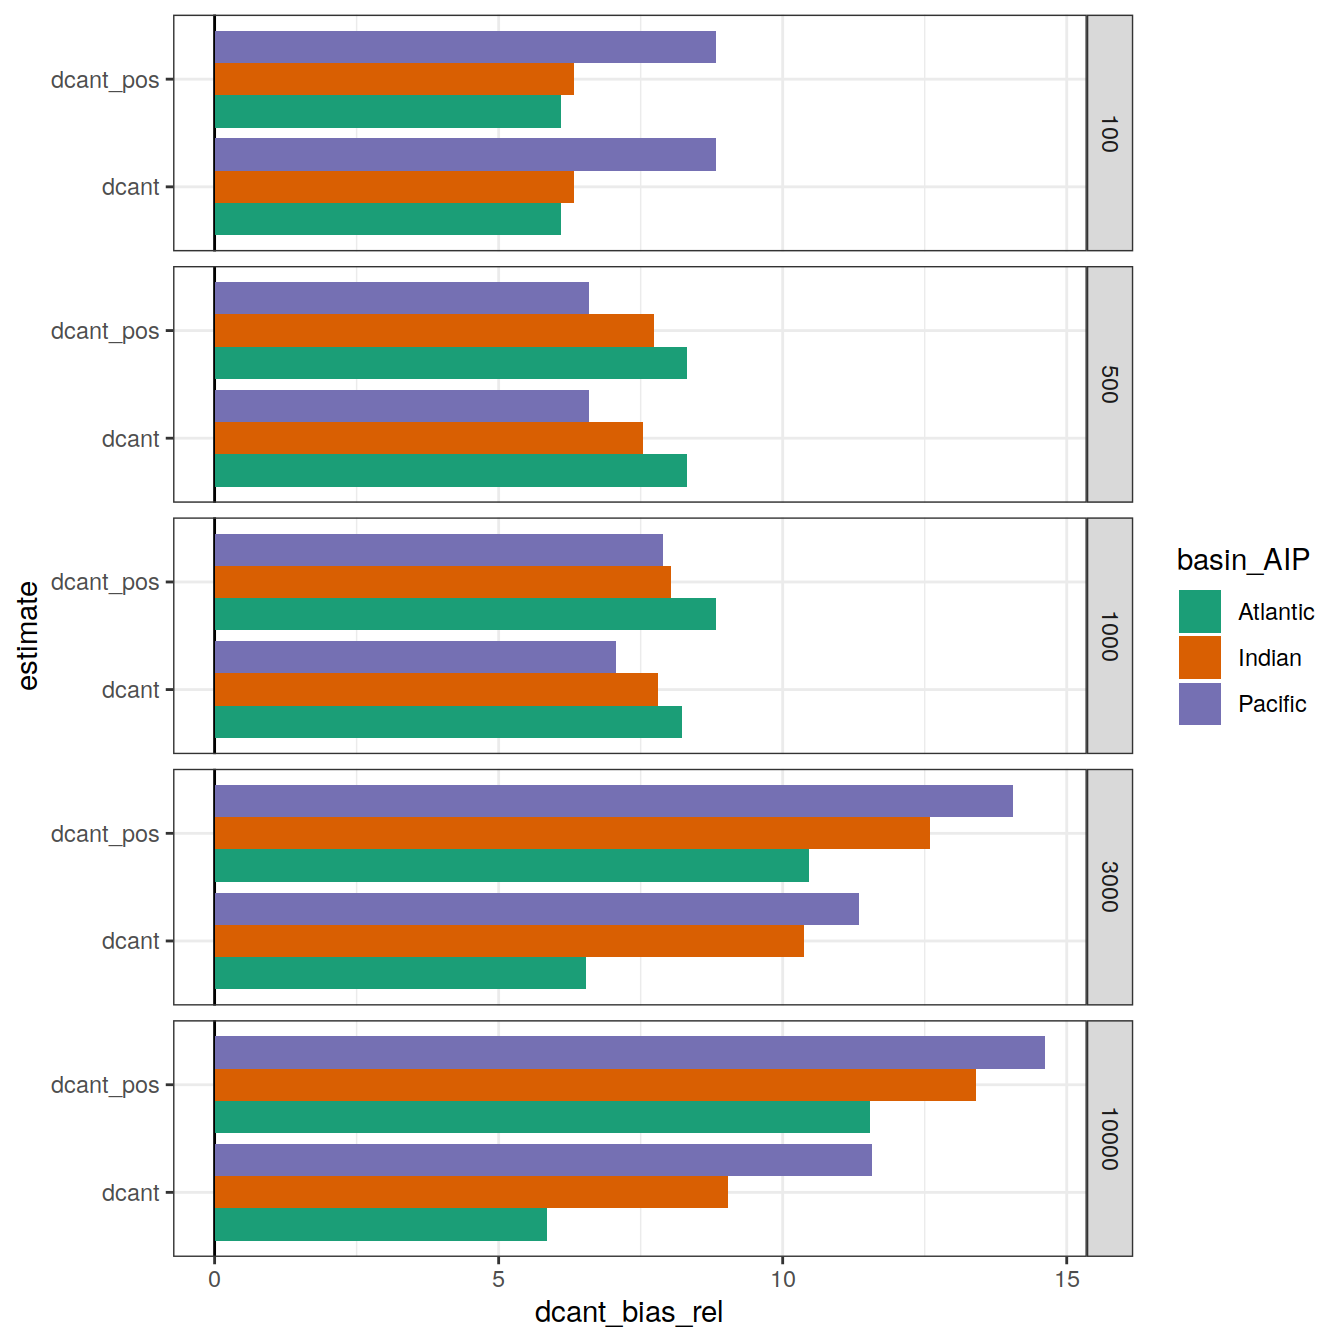 dcant_pos
dcant
100
dcant_pos
dcant
500
dcant_pos
dcant
1000
dcant_pos
dcant
3000
dcant_pos
dcant
10000
0 5 10 15
dcant_bias_rel
estimate
basin_AIP
Atlantic
Indian
Pacific